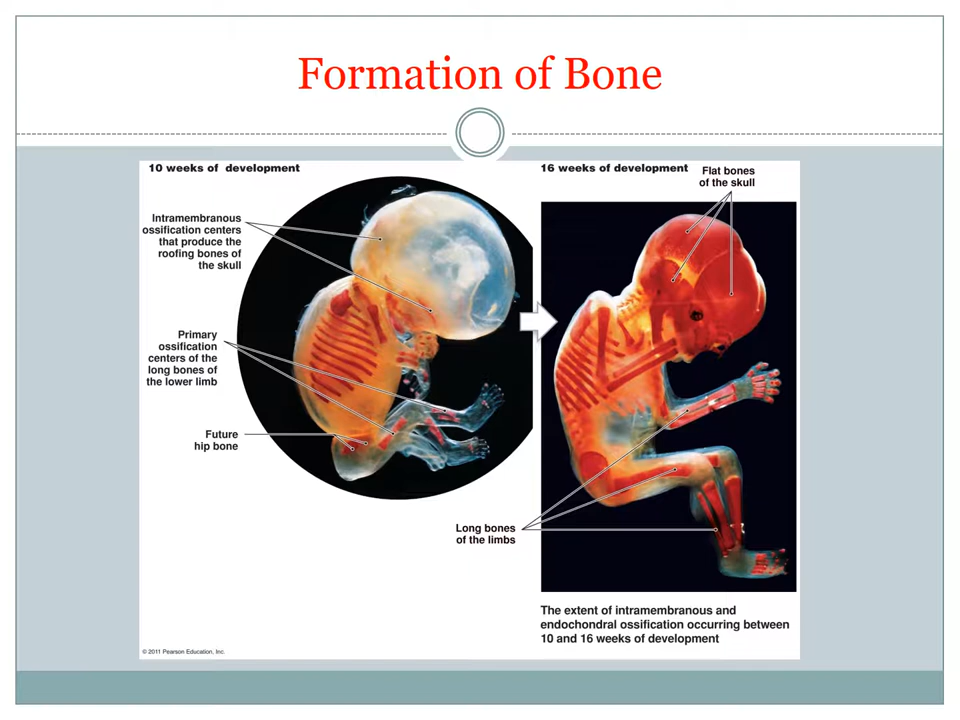 Formation of Bone
10 weeks of development
Intramembranous
ossification centers
that produce the
roofing bones of
the skull
Primary
ossification
centers of the
long bones of
the lower limb
Future
hip bone
16 weeks of development
Flat bones
of the skull
Long bones
of the limbs
The extent of intramembranous and
endochondral ossification occurring between
10 and 16 weeks of development
© 2011 Pearson Education, Inc.